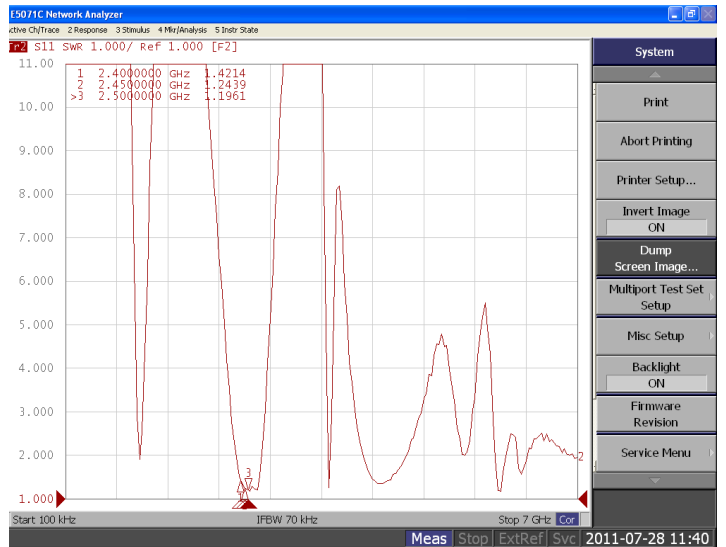 E5071C Network Analyzer
Active Ch/Trace 2 Response 3 Stimulus 4 Mkr/Analysis 5 Instr State
Tr2 S11 SWR 1.000/ Ref 1.000 [F2]
11.00
1 2.4000000 GHz 1.4214
2 2.4500000 GHz 1.2439
>3 2.5000000 GHz 1.1961
10.00
9.000
8.000
7.000
6.000
5.000
4.000
3.000
2.000
1.000
3
2
Start 100 kHz
IFBW 70 kHz
Stop 7 GHz Cor
System
Print
Abort Printing
Printer Setup...
Invert Image
ON
Dump
Screen Image...
Multiport Test Set
Setup
Misc Setup
Backlight
ON
Firmware
Revision
Service Menu
Meas Stop ExtRef Svc 2011-07-28 11:40